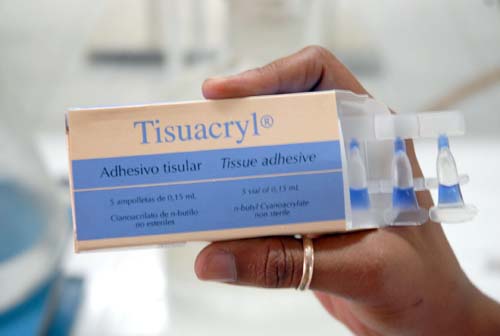 Tisuacryl®
Adhesivo tisular Tissue adhesive
5 ampolletas de 0,15 mL 5 vial of 0,15 mL
Cianoacrilato de n-butilo n-butyl Cyanoacrylate
no esteriles non sterile